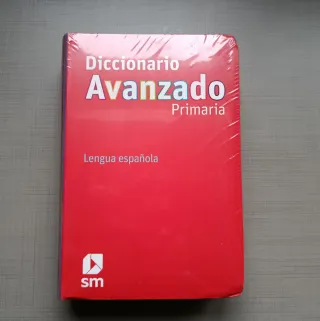 Diccionario
Avanzado
Primaria
Lengua española
sm